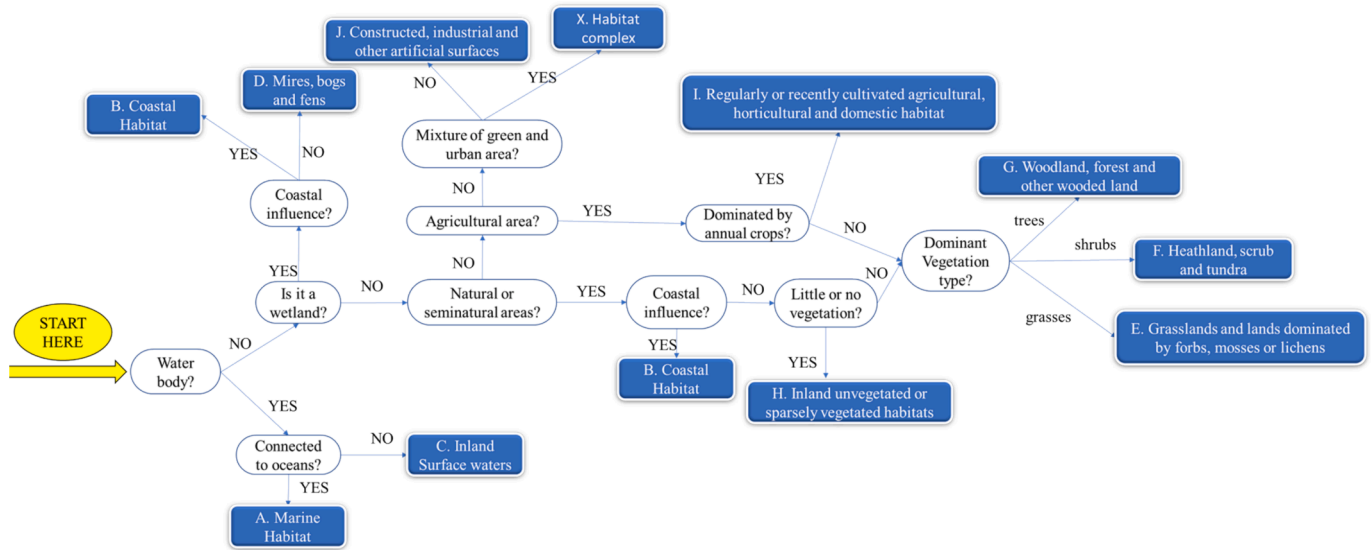 J. Constructed, industrial and
other artificial surfaces
X. Habitat
complex
NO
YES
D. Mires, bogs
and fens
B. Coastal
Habitat
I. Regularly or recently cultivated agricultural,
horticultural and domestic habitat
YES
NO
Mixture of green and
urban area?
G. Woodland, forest and
other wooded land
Coastal
influence?
NO
YES
Agricultural area?
YES
Dominated by
annual crops?
NO
trees
Dominant
Vegetation
type?
shrubs
F. Heathland, scrub
and tundra
YES
NO
Is it a
wetland?
NO
Natural or
seminatural areas?
YES
Coastal
influence?
NO
Little or no
vegetation?
NO
grasses
E. Grasslands and lands dominated
by forbs, mosses or lichens
START
HERE
NO
Water
body?
YES
B. Coastal
Habitat
YES
H. Inland unvegetated or
sparsely vegetated habitats
YES
Connected
to oceans?
NO
C. Inland
Surface waters
YES
A. Marine
Habitat